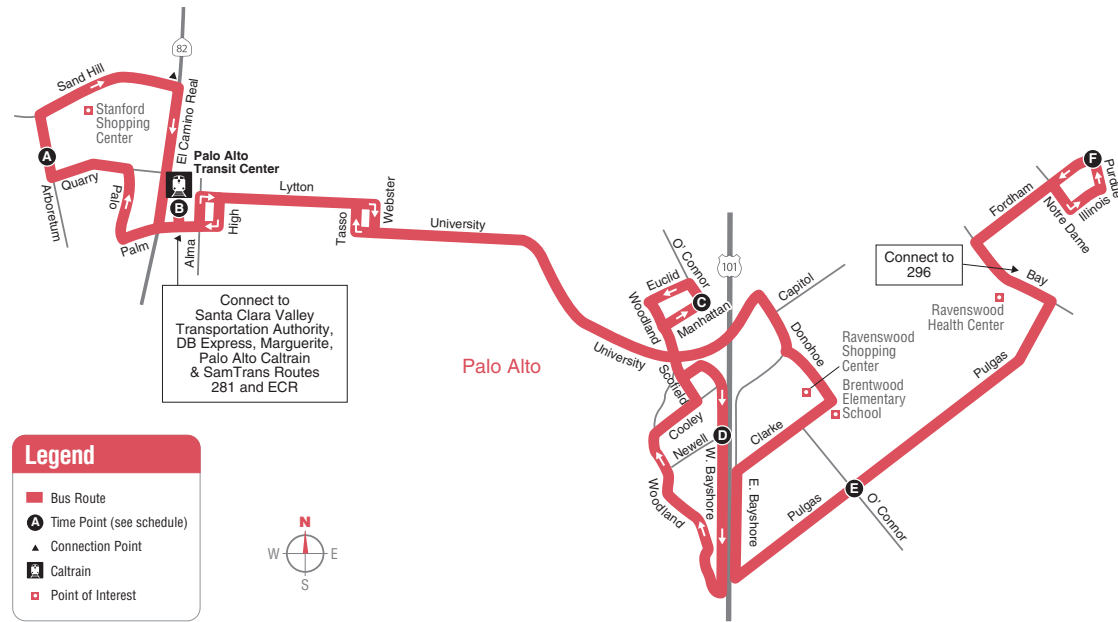 82
Sand Hill
Stanford
Shopping
Center
El Camino Real
A
Quarry
Arboretum
Palo
Palm
Palo Alto
Transit Center
B
Alma
High
Lytton
Tasso
Webster
University
Connect to
Santa Clara Valley
Transportation Authority,
DB Express, Marguerite,
Palo Alto Caltrain
& SamTrans Routes
281 and ECR
Palo Alto
University
O' Connor
Euclid
C
Manhattan
Woodland
Scofield
101
Capitol
Donohoe
Ravenswood
Shopping
Center
Brentwood
Elementary
School
Cooley
Newell
D
W. Bayshore
Woodland
Clarke
E. Bayshore
Pulgas
E
O' Connor
Pulgas
Connect to
296
Bay
Ravenswood
Health Center
Fordham
Notre Dame
Illinois
Purdue
F
Legend
Bus Route
A Time Point (see schedule)
Connection Point
Caltrain
Point of Interest
N
W
E
S